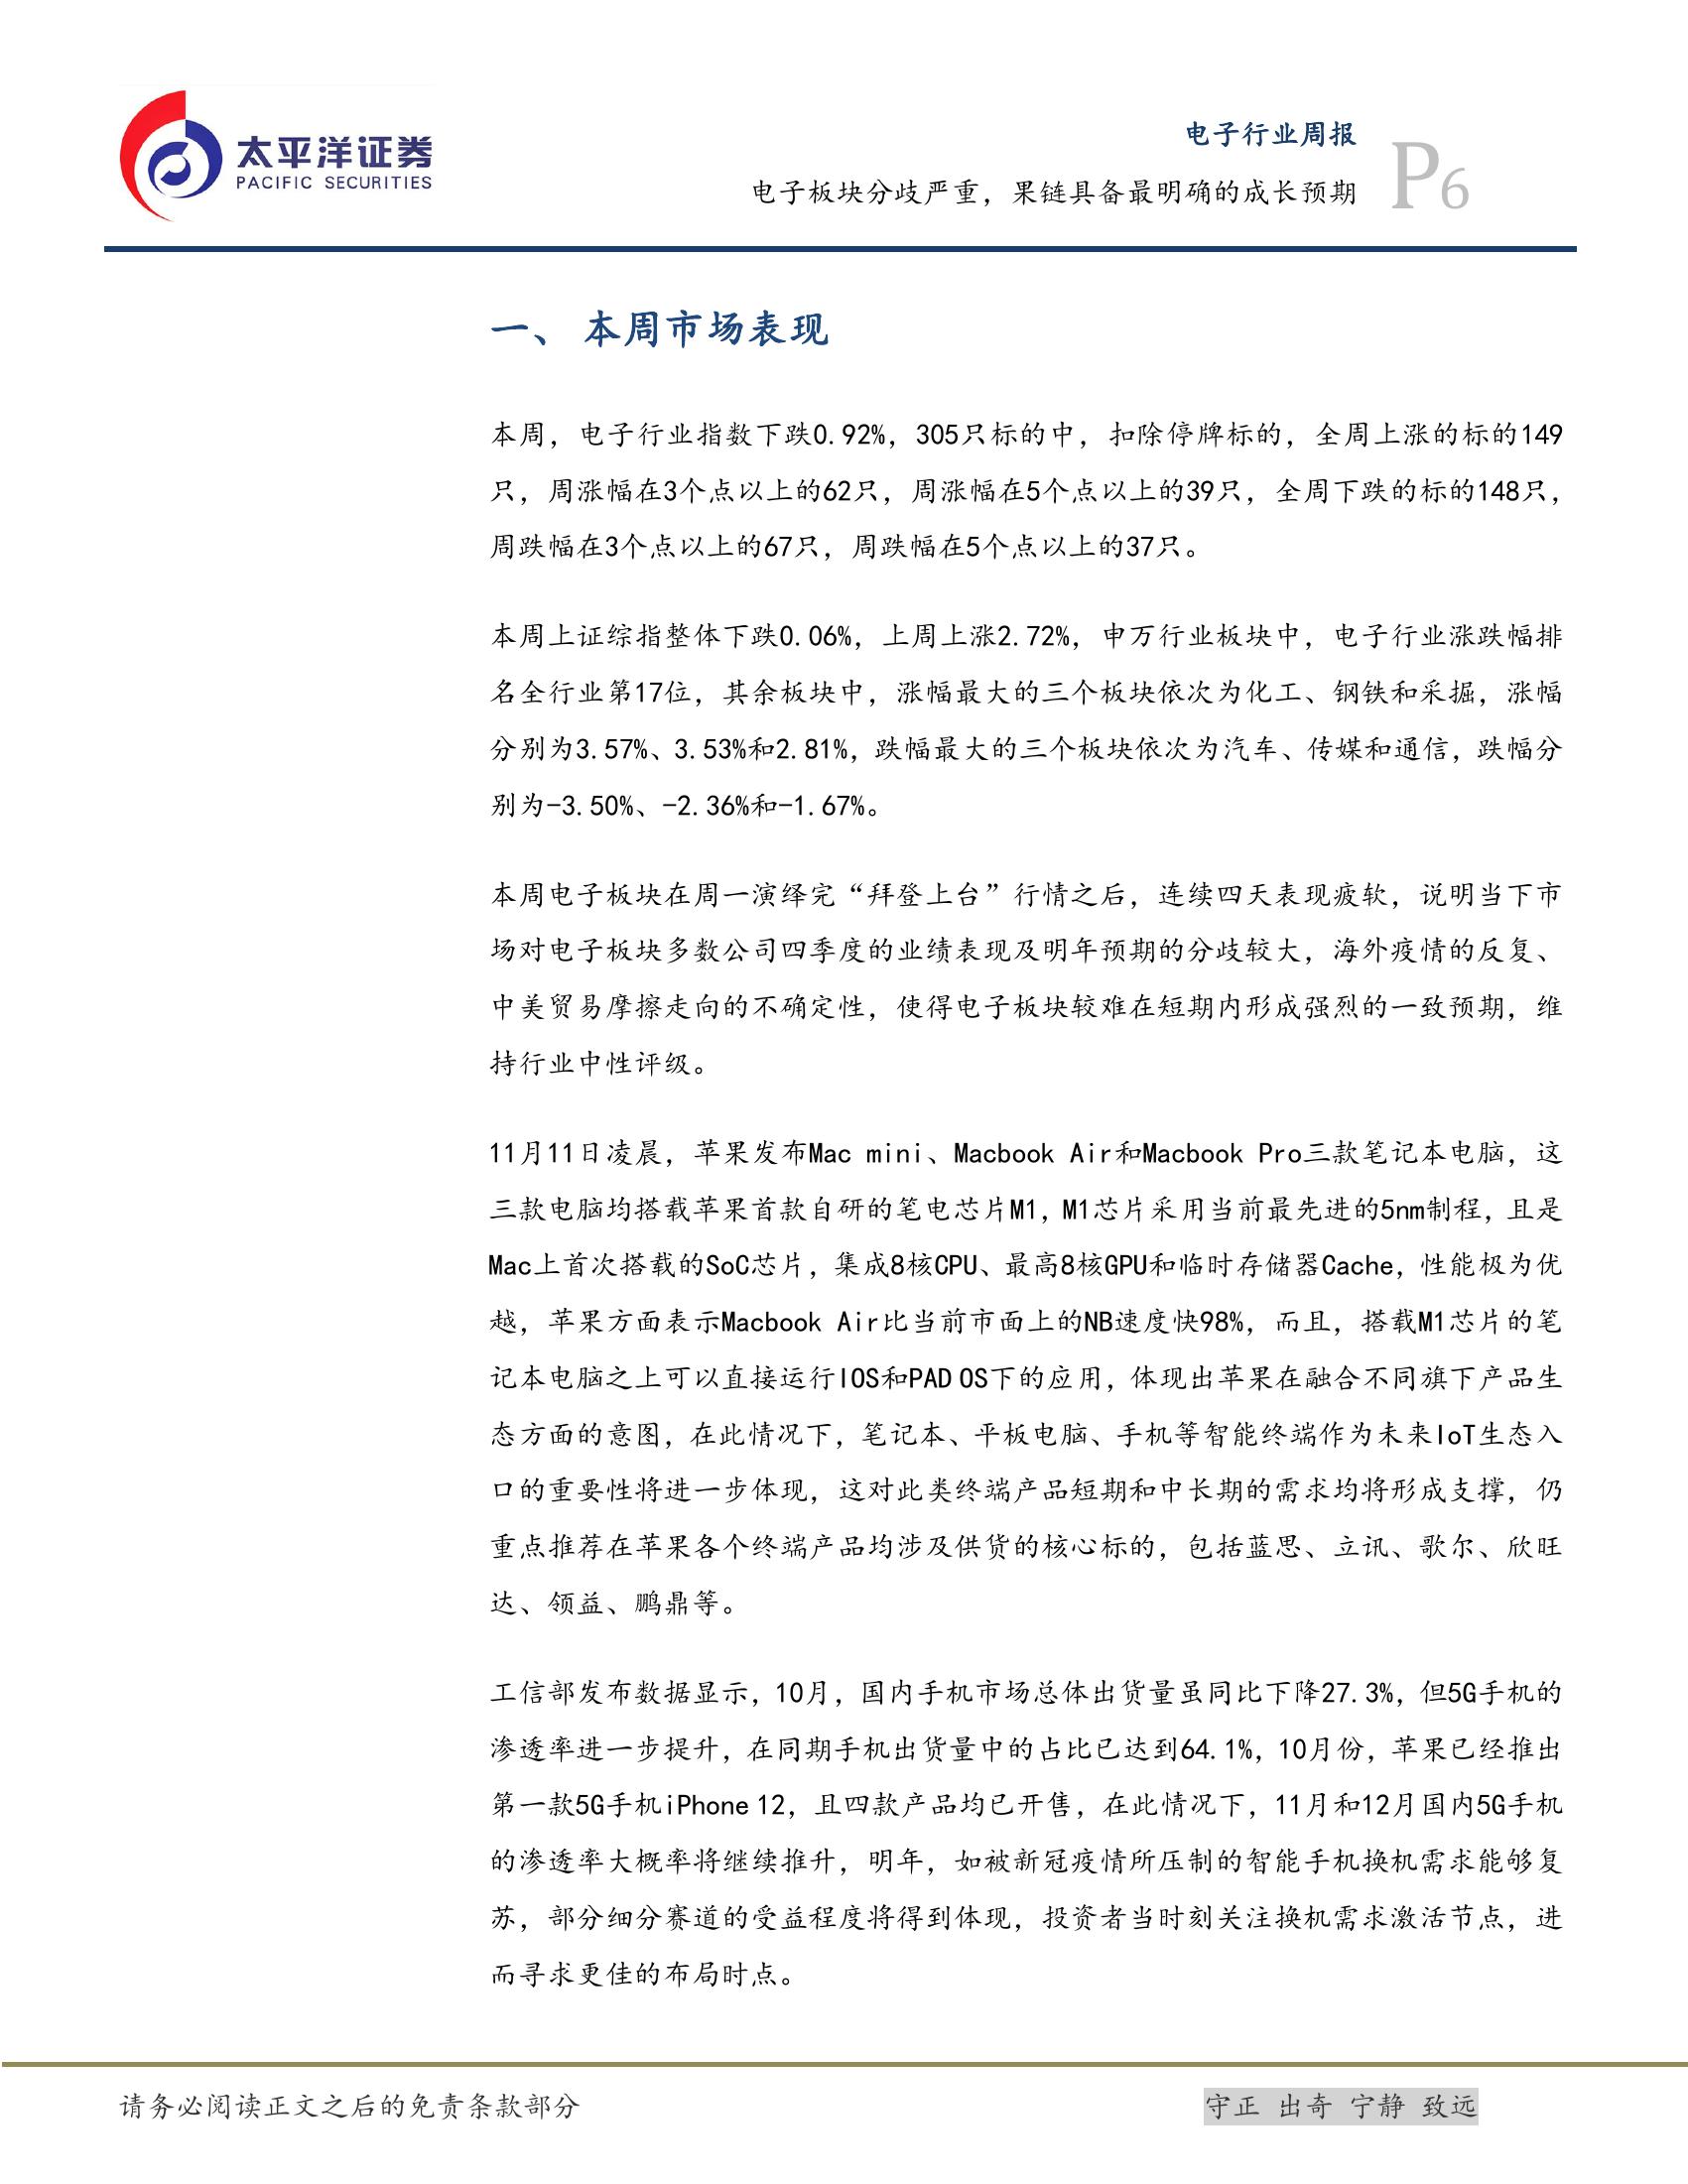 太平洋证券
PACIFIC SECURITIES
电子行业周报
电子板块分歧严重，果链具备最明确的成长预期
P6
一、 本周市场表现
本周，电子行业指数下跌0.92%，305只标的中，扣除停牌标的，全周上涨的标的149
只，周涨幅在3个点以上的62只，周涨幅在5个点以上的39只，全周下跌的标的148只，
周跌幅在3个点以上的67只，周跌幅在5个点以上的37只。
本周上证综指整体下跌0.06%，上周上涨2.72%，申万行业板块中，电子行业涨跌幅排
名全行业第17位，其余板块中，涨幅最大的三个板块依次为化工、钢铁和采掘，涨幅
分别为3.57%、3.53%和2.81%，跌幅最大的三个板块依次为汽车、传媒和通信，跌幅分
别为-3.50%、-2.36%和-1.67%。
本周电子板块在周一演绎完“拜登上台”行情之后，连续四天表现疲软，说明当下市
场对电子板块多数公司四季度的业绩表现及明年预期的分歧较大，海外疫情的反复、
中美贸易摩擦走向的不确定性，使得电子板块较难在短期内形成强烈的一致预期，维
持行业中性评级。
11月11日凌晨，苹果发布Mac mini、Macbook Air和Macbook Pro三款笔记本电脑，这
三款电脑均搭载苹果首款自研的笔电芯片M1，M1芯片采用当前最先进的5nm制程，且是
Mac上首次搭载的SoC芯片，集成8核CPU、最高8核GPU和临时存储器Cache，性能极为优
越，苹果方面表示Macbook Air比当前市面上的NB速度快98%，而且，搭载M1芯片的笔
记本电脑之上可以直接运行IOS和PAD OS下的应用，体现出苹果在融合不同旗下产品生
态方面的意图，在此情况下，笔记本、平板电脑、手机等智能终端作为未来IoT生态入
口的重要性将进一步体现，这对此类终端产品短期和中长期的需求均将形成支撑，仍
重点推荐在苹果各个终端产品均涉及供货的核心标的，包括蓝思、立讯、歌尔、欣旺
达、领益、鹏鼎等。
工信部发布数据显示，10月，国内手机市场总体出货量虽同比下降27.3%，但5G手机的
渗透率进一步提升，在同期手机出货量中的占比已达到64.1%，10月份，苹果已经推出
第一款5G手机iPhone 12，且四款产品均已开售，在此情况下，11月和12月国内5G手机
的渗透率大概率将继续推升，明年，如被新冠疫情所压制的智能手机换机需求能够复
苏，部分细分赛道的受益程度将得到体现，投资者当时刻关注换机需求激活节点，进
而寻求更佳的布局时点。
请务必阅读正文之后的免责条款部分
守正 出奇 宁静 致远